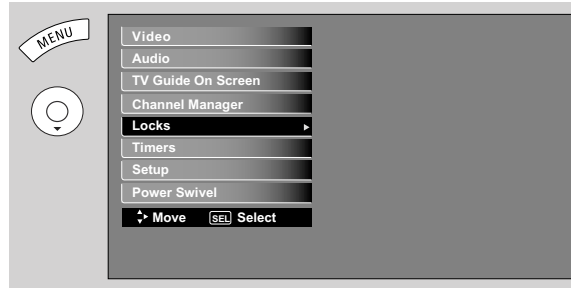 MENU
Video
Audio
TV Guide On Screen
Channel Manager
Locks
Timers
Setup
Power Swivel
Move SEL Select